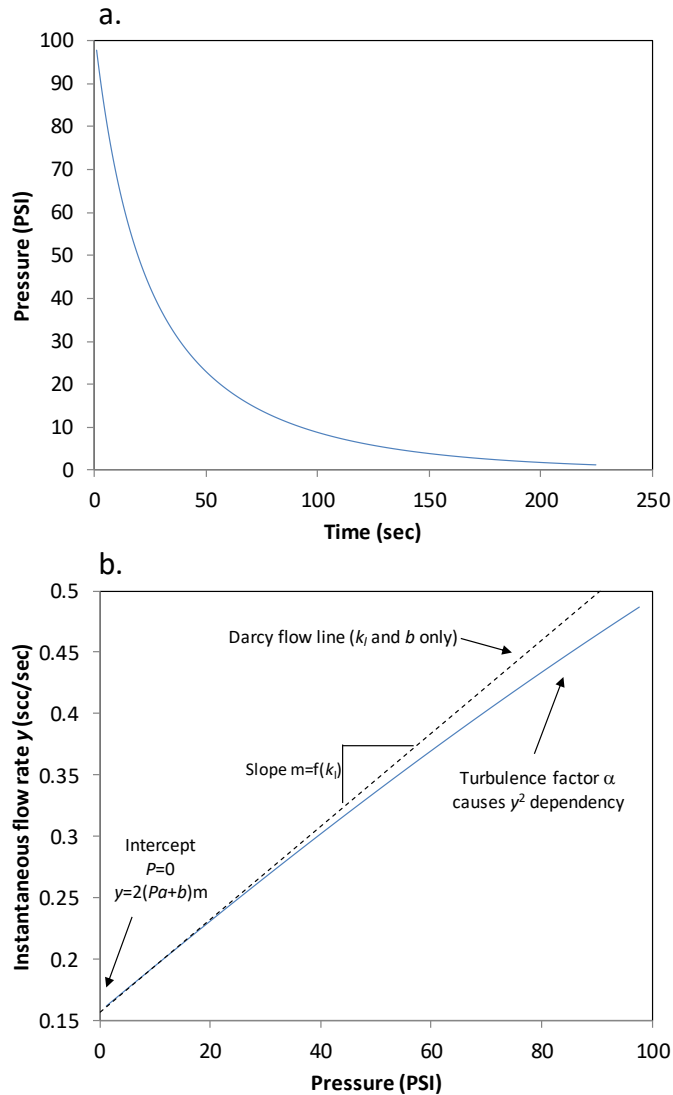 a.
100
90
80
70
60
50
40
30
20
10
0
Pressure (PSI)
0 50 100 150 200 250
Time (sec)
b.
0.5
0.45
0.4
0.35
0.3
0.25
0.2
0.15
Instantaneous flow rate y (scc/sec)
Darcy flow line (kl and b only)
Slope m=f(kl)
Turbulence factor α
causes y² dependency
Intercept
P=0
y=2(Pa+b)m
0 20 40 60 80 100
Pressure (PSI)